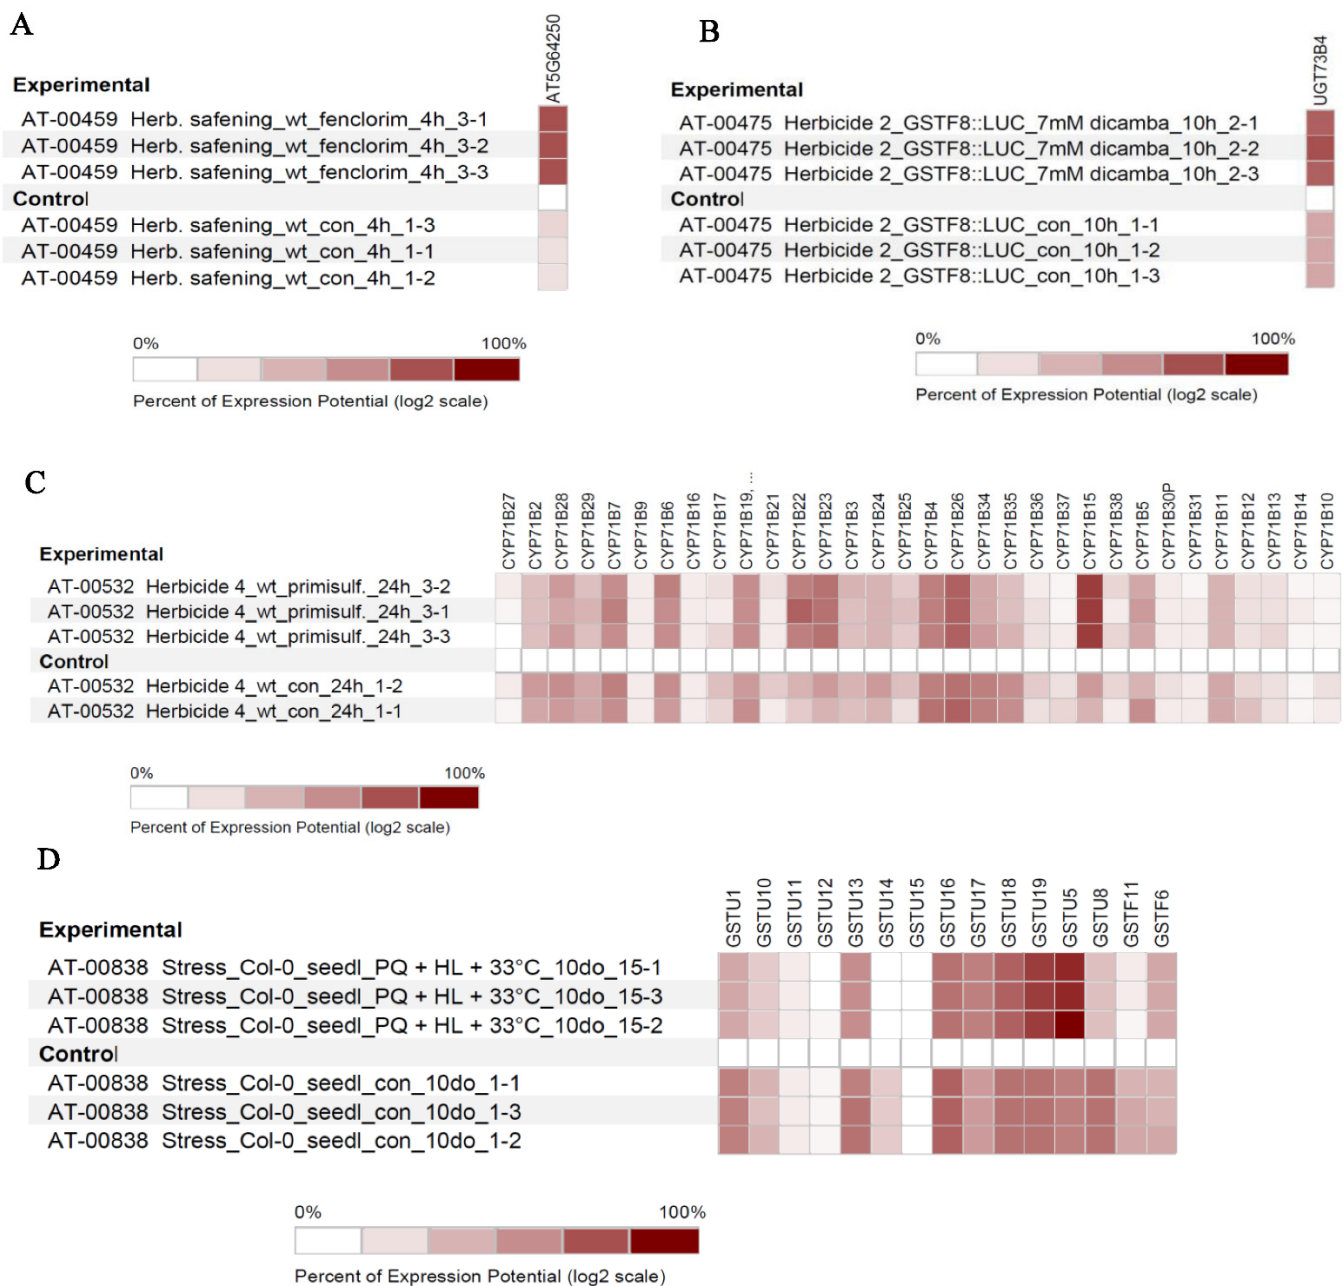 A
AT5G64250
Experimental
AT-00459 Herb. safening_wt_fenclorim_4h_3-1
AT-00459 Herb. safening_wt_fenclorim_4h_3-2
AT-00459 Herb. safening_wt_fenclorim_4h_3-3
Control
AT-00459 Herb. safening_wt_con_4h_1-3
AT-00459 Herb. safening_wt_con_4h_1-1
AT-00459 Herb. safening_wt_con_4h_1-2
0% 100%
Percent of Expression Potential (log2 scale)
B
UGT73B4
Experimental
AT-00475 Herbicide 2_GSTF8::LUC_7mM dicamba_10h_2-1
AT-00475 Herbicide 2_GSTF8::LUC_7mM dicamba_10h_2-2
AT-00475 Herbicide 2_GSTF8::LUC_7mM dicamba_10h_2-3
Control
AT-00475 Herbicide 2_GSTF8::LUC_con_10h_1-1
AT-00475 Herbicide 2_GSTF8::LUC_con_10h_1-2
AT-00475 Herbicide 2_GSTF8::LUC_con_10h_1-3
0% 100%
Percent of Expression Potential (log2 scale)
C
CYP71B27
CYP71B2
CYP71B28
CYP71B29
CYP71B7
CYP71B9
CYP71B6
CYP71B16
CYP71B17
CYP71B19, ...
CYP71B21
CYP71B22
CYP71B23
CYP71B3
CYP71B24
CYP71B25
CYP71B4
CYP71B26
CYP71B34
CYP71B35
CYP71B36
CYP71B37
CYP71B15
CYP71B38
CYP71B5
CYP71B30P
CYP71B31
CYP71B11
CYP71B12
CYP71B13
CYP71B14
CYP71B10
Experimental
AT-00532 Herbicide 4_wt_primisulf._24h_3-2
AT-00532 Herbicide 4_wt_primisulf._24h_3-1
AT-00532 Herbicide 4_wt_primisulf._24h_3-3
Control
AT-00532 Herbicide 4_wt_con_24h_1-2
AT-00532 Herbicide 4_wt_con_24h_1-1
0% 100%
Percent of Expression Potential (log2 scale)
D
GSTU1
GSTU10
GSTU11
GSTU12
GSTU13
GSTU14
GSTU15
GSTU16
GSTU17
GSTU18
GSTU19
GSTU5
GSTU8
GSTF11
GSTF6
Experimental
AT-00838 Stress_Col-0_seedl_PQ + HL + 33°C_10do_15-1
AT-00838 Stress_Col-0_seedl_PQ + HL + 33°C_10do_15-3
AT-00838 Stress_Col-0_seedl_PQ + HL + 33°C_10do_15-2
Control
AT-00838 Stress_Col-0_seedl_con_10do_1-1
AT-00838 Stress_Col-0_seedl_con_10do_1-3
AT-00838 Stress_Col-0_seedl_con_10do_1-2
0% 100%
Percent of Expression Potential (log2 scale)